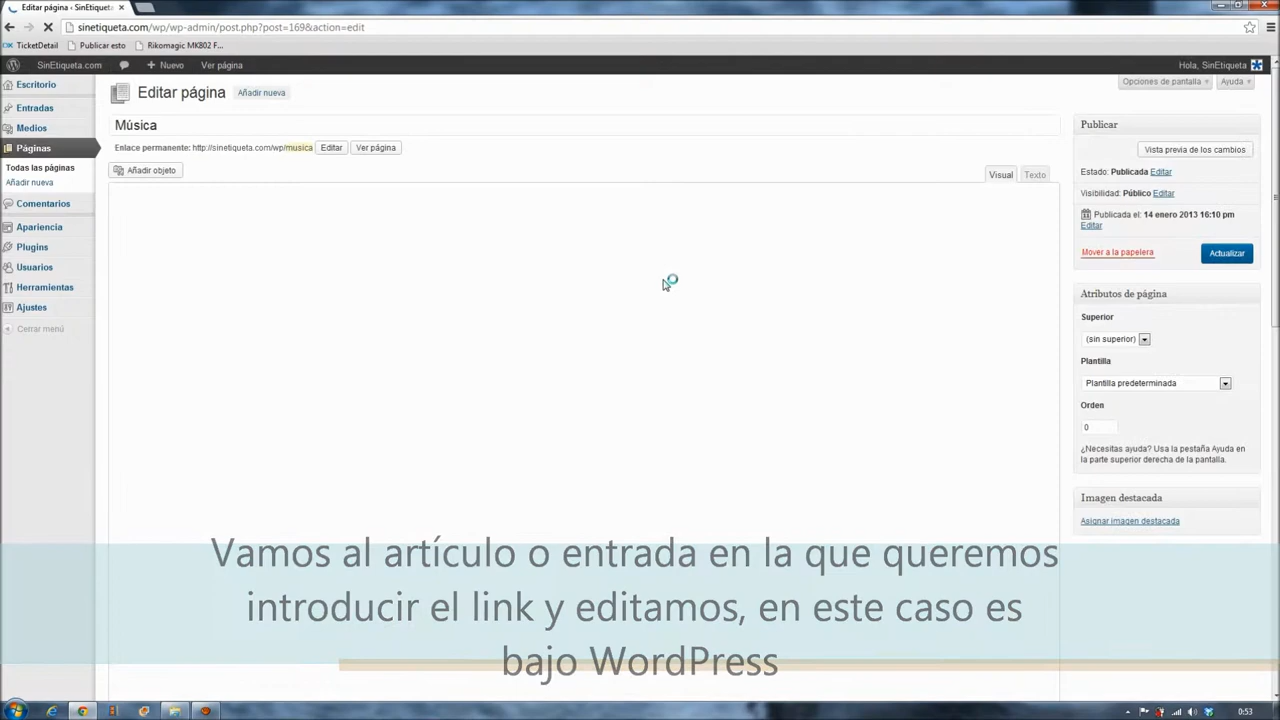 Editar página ‹ SinEtiqueta
sinetiqueta.com/wp/wp-admin/post.php?post=169&action=edit
TicketDetail Publicar esto Rikomagic MK802 F...
SinEtiqueta.com Nuevo Ver página Hola, SinEtiqueta
Opciones de pantalla Ayuda
Escritorio
Entradas
Medios
Páginas
Todas las páginas
Añadir nueva
Comentarios
Apariencia
Plugins
Usuarios
Herramientas
Ajustes
Cerrar menú
Editar página Añadir nueva
Música
Enlace permanente: http://sinetiqueta.com/wp/musica Editar Ver página
Añadir objeto
Visual Texto
Publicar
Vista previa de los cambios
Estado: Publicada Editar
Visibilidad: Público Editar
Publicada el: 14 enero 2013 16:10 pm
Editar
Mover a la papelera Actualizar
Atributos de página
Superior
(sin superior)
Plantilla
Plantilla predeterminada
Orden
0
¿Necesitas ayuda? Usa la pestaña Ayuda en
la parte superior derecha de la pantalla.
Imagen destacada
Asignar imagen destacada
Vamos al artículo o entrada en la que queremos
introducir el link y editamos, en este caso es
bajo WordPress
0:53